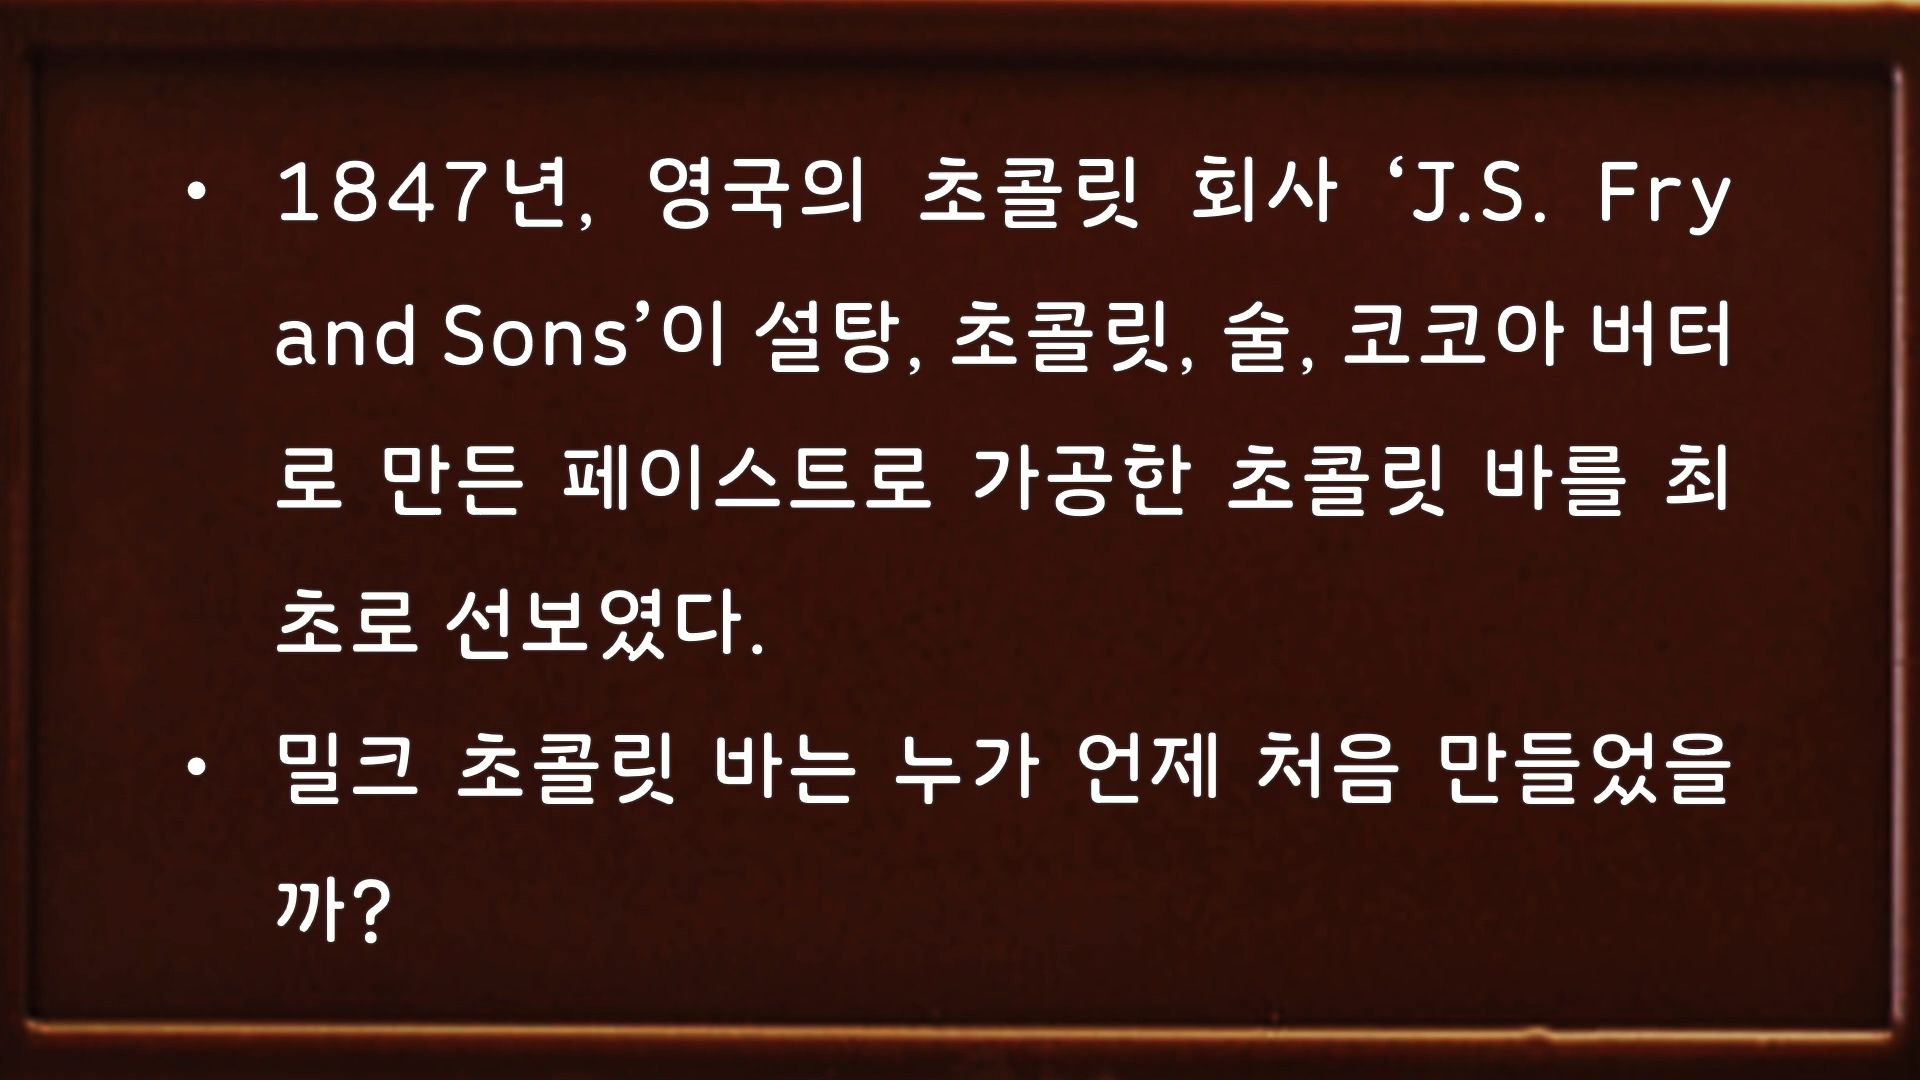 • 1847년, 영국의 초콜릿 회사 ‘J.S. Fry
and Sons’이 설탕, 초콜릿, 술, 코코아 버터
로 만든 페이스트로 가공한 초콜릿 바를 최
초로 선보였다.
• 밀크 초콜릿 바는 누가 언제 처음 만들었을
까?